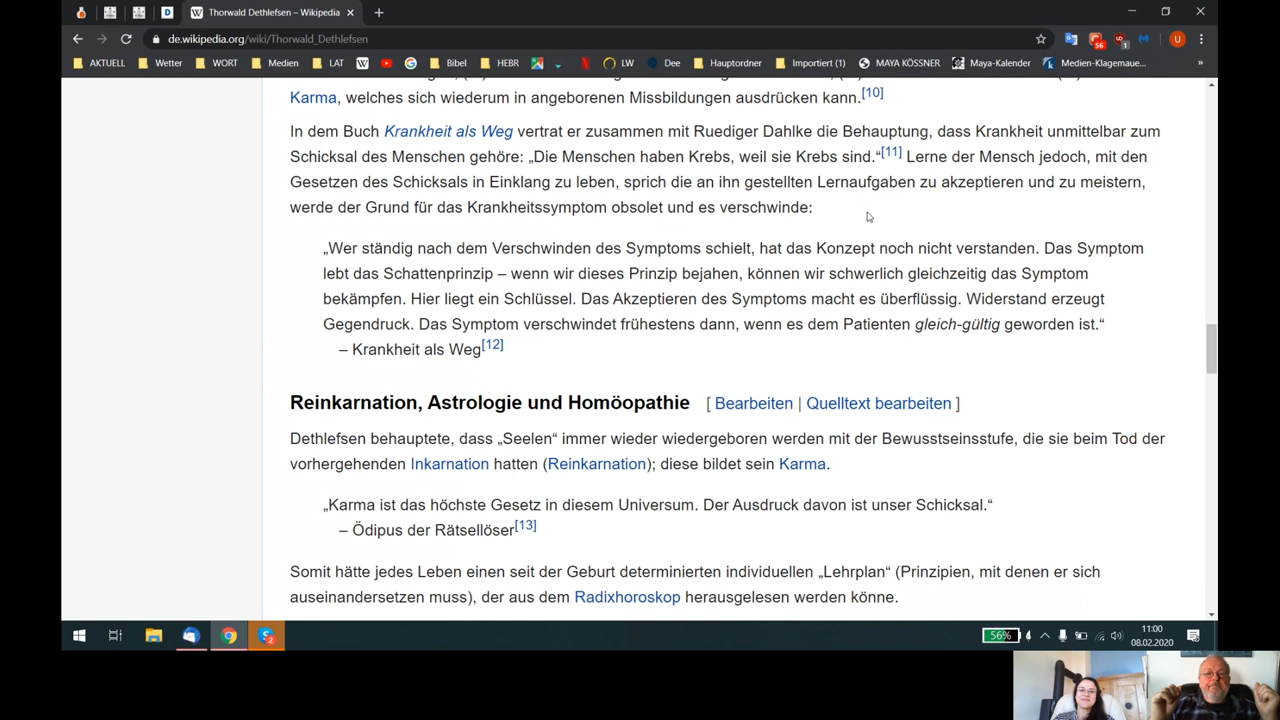 Thorwald Dethlefsen – Wikipedia
de.wikipedia.org/wiki/Thorwald_Dethlefsen
56
1
U
AKTUELL Wetter WORT Medien LAT Bibel HEBR LW Dee Hauptordner Importiert (1) MAYA KÖSSNER Maya-Kalender Medien-Klagemaue... »
Karma, welches sich wiederum in angeborenen Missbildungen ausdrücken kann.[10]
In dem Buch Krankheit als Weg vertrat er zusammen mit Ruediger Dahlke die Behauptung, dass Krankheit unmittelbar zum
Schicksal des Menschen gehöre: „Die Menschen haben Krebs, weil sie Krebs sind.“[11] Lerne der Mensch jedoch, mit den
Gesetzen des Schicksals in Einklang zu leben, sprich die an ihn gestellten Lernaufgaben zu akzeptieren und zu meistern,
werde der Grund für das Krankheitssymptom obsolet und es verschwinde:
„Wer ständig nach dem Verschwinden des Symptoms schielt, hat das Konzept noch nicht verstanden. Das Symptom
lebt das Schattenprinzip – wenn wir dieses Prinzip bejahen, können wir schwerlich gleichzeitig das Symptom
bekämpfen. Hier liegt ein Schlüssel. Das Akzeptieren des Symptoms macht es überflüssig. Widerstand erzeugt
Gegendruck. Das Symptom verschwindet frühestens dann, wenn es dem Patienten gleich-gültig geworden ist.“
– Krankheit als Weg[12]
Reinkarnation, Astrologie und Homöopathie [ Bearbeiten | Quelltext bearbeiten ]
Dethlefsen behauptete, dass „Seelen“ immer wieder wiedergeboren werden mit der Bewusstseinsstufe, die sie beim Tod der
vorhergehenden Inkarnation hatten (Reinkarnation); diese bildet sein Karma.
„Karma ist das höchste Gesetz in diesem Universum. Der Ausdruck davon ist unser Schicksal.“
– Ödipus der Rätsellöser[13]
Somit hätte jedes Leben einen seit der Geburt determinierten individuellen „Lehrplan“ (Prinzipien, mit denen er sich
auseinandersetzen muss), der aus dem Radixhoroskop herausgelesen werden könne.
56%
11:00
08.02.2020